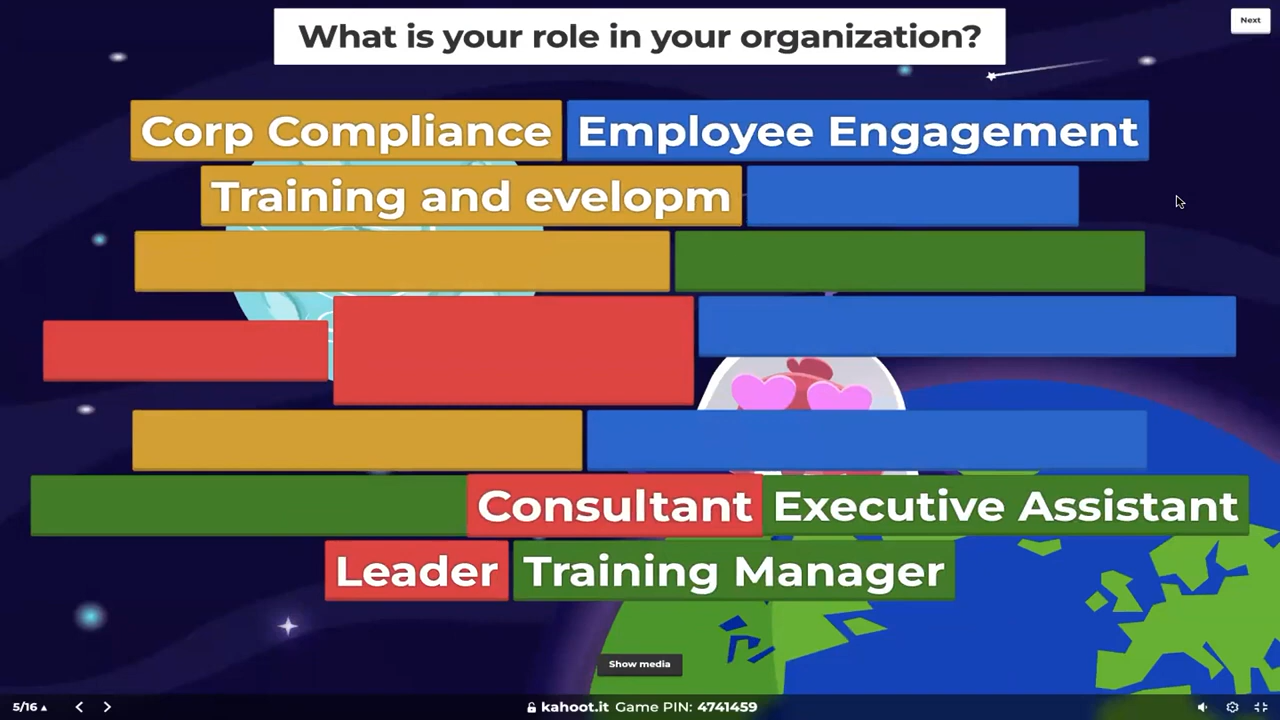 What is your role in your organization?
Next
Corp Compliance Employee Engagement
Training and evelopm
Consultant Executive Assistant
Leader Training Manager
Show media
5/16
kahoot.it Game PIN: 4741459